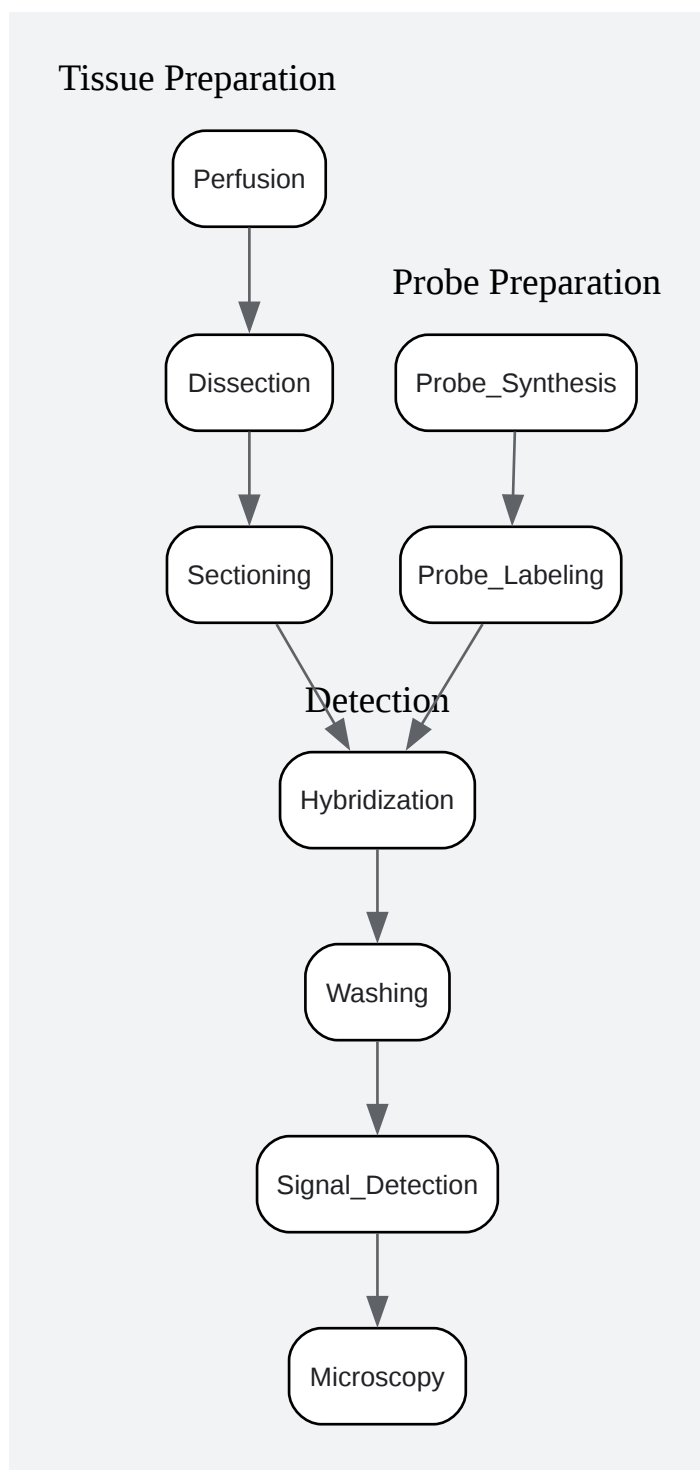 Tissue Preparation
Perfusion
Probe Preparation
Dissection
Probe_Synthesis
Sectioning
Probe_Labeling
Detection
Hybridization
Washing
Signal_Detection
Microscopy